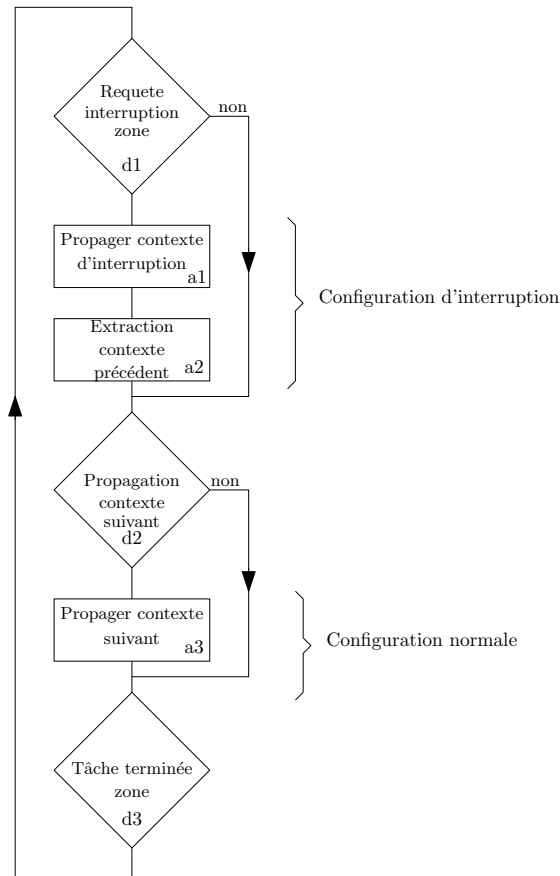 Requete
interruption
zone
d1
non
Propager contexte
d'interruption
a1
Extraction
contexte
précédent
a2
Configuration d'interruption
Propagation
contexte
suivant
d2
non
Propager contexte
suivant
a3
Configuration normale
Tâche terminée
zone
d3